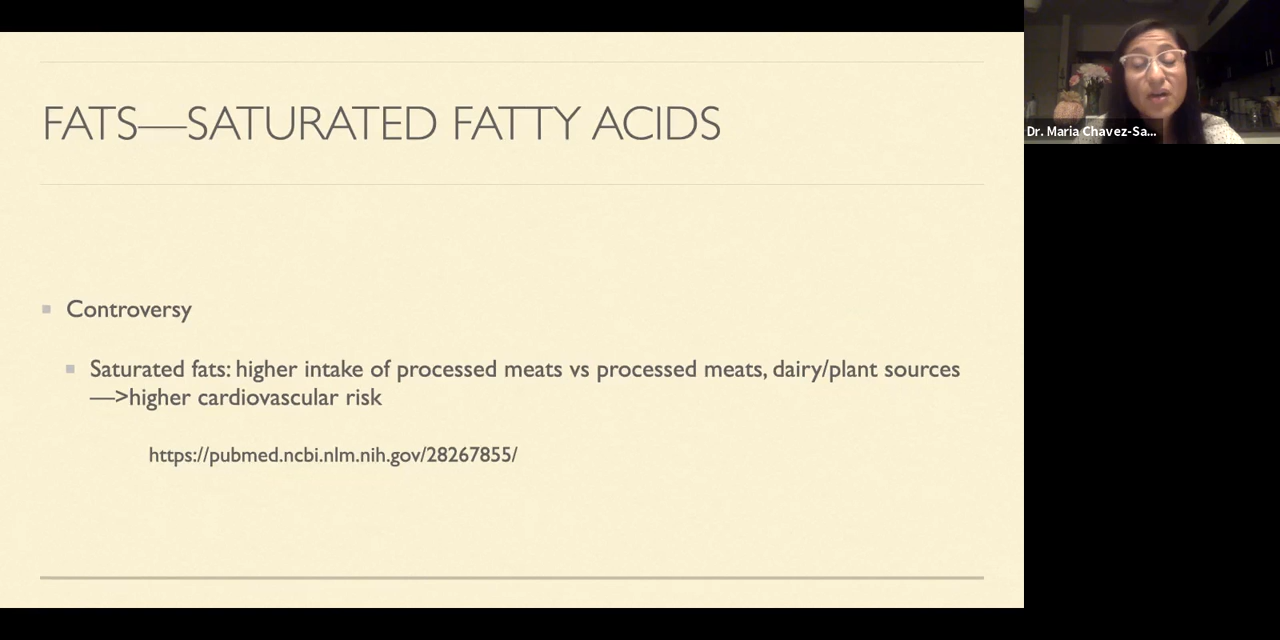 FATS—SATURATED FATTY ACIDS
Controversy
Saturated fats: higher intake of processed meats vs processed meats, dairy/plant sources
—>higher cardiovascular risk
https://pubmed.ncbi.nlm.nih.gov/28267855/
Dr. Maria Chavez-Sa...